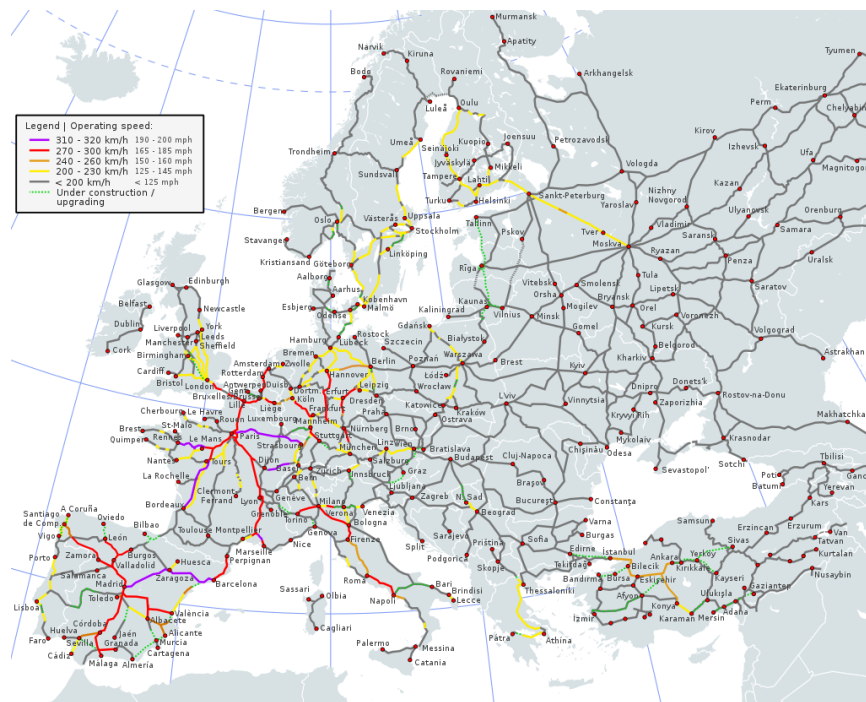 Legend | Operating speed:
310 - 320 km/h 190 - 200 mph
270 - 300 km/h 165 - 185 mph
240 - 260 km/h 150 - 160 mph
200 - 230 km/h 125 - 145 mph
< 200 km/h < 125 mph
Under construction /
upgrading
Murmansk
Apatity
Narvik
Kiruna
Bodø
Rovaniemi
Luleå
Oulu
Arkhangelsk
Tyumen
Ekaterinburg
Perm
Chelyabinsk
Umeå
Seinäjoki
Kuopio
Joensuu
Jyväskylä
Mikkeli
Petrozavodsk
Kirov
Izhevsk
Ufa
Magnitogorsk
Trondheim
Sundsvall
Tampere
Lahti
Turku
Helsinki
Sankt-Peterburg
Vologda
Yaroslav
Nizhny
Novgorod
Kazan
Ulyanovsk
Orenburg
Samara
Uralsk
Bergen
Oslo
Västerås
Uppsala
Stockholm
Tallinn
Tver
Vladimir
Saransk
Stavanger
Kristiansand
Göteborg
Linköping
Pskov
Moskva
Ryazan
Penza
Saratov
Rīga
Tula
Aalborg
Aarhus
Esbjerg
Odense
København
Malmö
Kaliningrad
Kaunas
Vilnius
Vitebsk
Orsha
Smolensk
Mogilev
Minsk
Gomel
Bryansk
Lipetsk
Orel
Voronezh
Kursk
Belgorod
Kharkiv
Volgograd
Astrakhan
Glasgow
Edinburgh
Newcastle
Belfast
Dublin
Cork
Liverpool
York
Leeds
Manchester
Sheffield
Birmingham
Cardiff
Bristol
London
Hamburg
Lübeck
Rostock
Szczecin
Gdańsk
Białystok
Bremen
Amsterdam
Zwolle
Rotterdam
Hannover
Berlin
Poznań
Warszawa
Brest
Łódź
Wrocław
Antwerpen
Duisb.
Dortm.
Erfurt
Leipzig
Dresden
Katowice
Kraków
Ostrava
Bruxelles
Brussel
Lille
Liège
Köln
Frankfurt
Praha
Brno
L'viv
Kyiv
Vinnytsia
Dnipro
Donets'k
Zaporizhia
Kryvyi Rih
Mykolaiv
Rostov-na-Donu
Makhachkala
Cherbourg
Le Havre
Rouen
Luxembourg
Mannheim
Nürnberg
Stuttgart
Brest
St-Malo
Rennes
Quimper
Le Mans
Paris
Strasbourg
München
Linz
Wien
Bratislava
Budapest
Cluj-Napoca
Chișinău
Odesa
Krasnodar
Sevastopol'
Sotchi
Nantes
Tours
Dijon
Basel
Bern
Zürich
Innsbruck
Salzburg
Graz
La Rochelle
Clermont
Ferrand
Lyon
Genève
Ljubljana
Zagreb
N. Sad
Brașov
București
Constanța
Bordeaux
Grenoble
Torino
Milano
Verona
Venezia
Bologna
Beograd
Sarajevo
Split
Podgorica
Priština
Skopje
Sofia
Varna
Burgas
Poti
Batumi
Tbilisi
Yerevan
Kars
Toulouse
Montpellier
Marseille
Perpignan
Nice
Genova
Firenze
Roma
Napoli
Bari
Brindisi
Lecce
A Coruña
Santiago
de Comp.
Oviedo
Bilbao
León
Vigo
Burgos
Huesca
Porto
Zamora
Valladolid
Salamanca
Zaragoza
Barcelona
Madrid
Toledo
València
Albacete
Alicante
Murcia
Cartagena
Lisboa
Faro
Huelva
Córdoba
Jaén
Sevilla
Granada
Cádiz
Málaga
Almería
Sassari
Olbia
Cagliari
Palermo
Messina
Catania
Thessaloniki
Pátra
Athína
Edirne
Tekirdağ
İstanbul
Bandırma
Bursa
Bilecik
Eskişehir
Afyon
İzmir
Ankara
Kırıkkale
Yerköy
Sivas
Kayseri
Konya
Karaman
Ulukışla
Mersin
Adana
Gaziantep
Samsun
Erzincan
Erzurum
Van
Tatvan
Kurtalan
Nusaybin